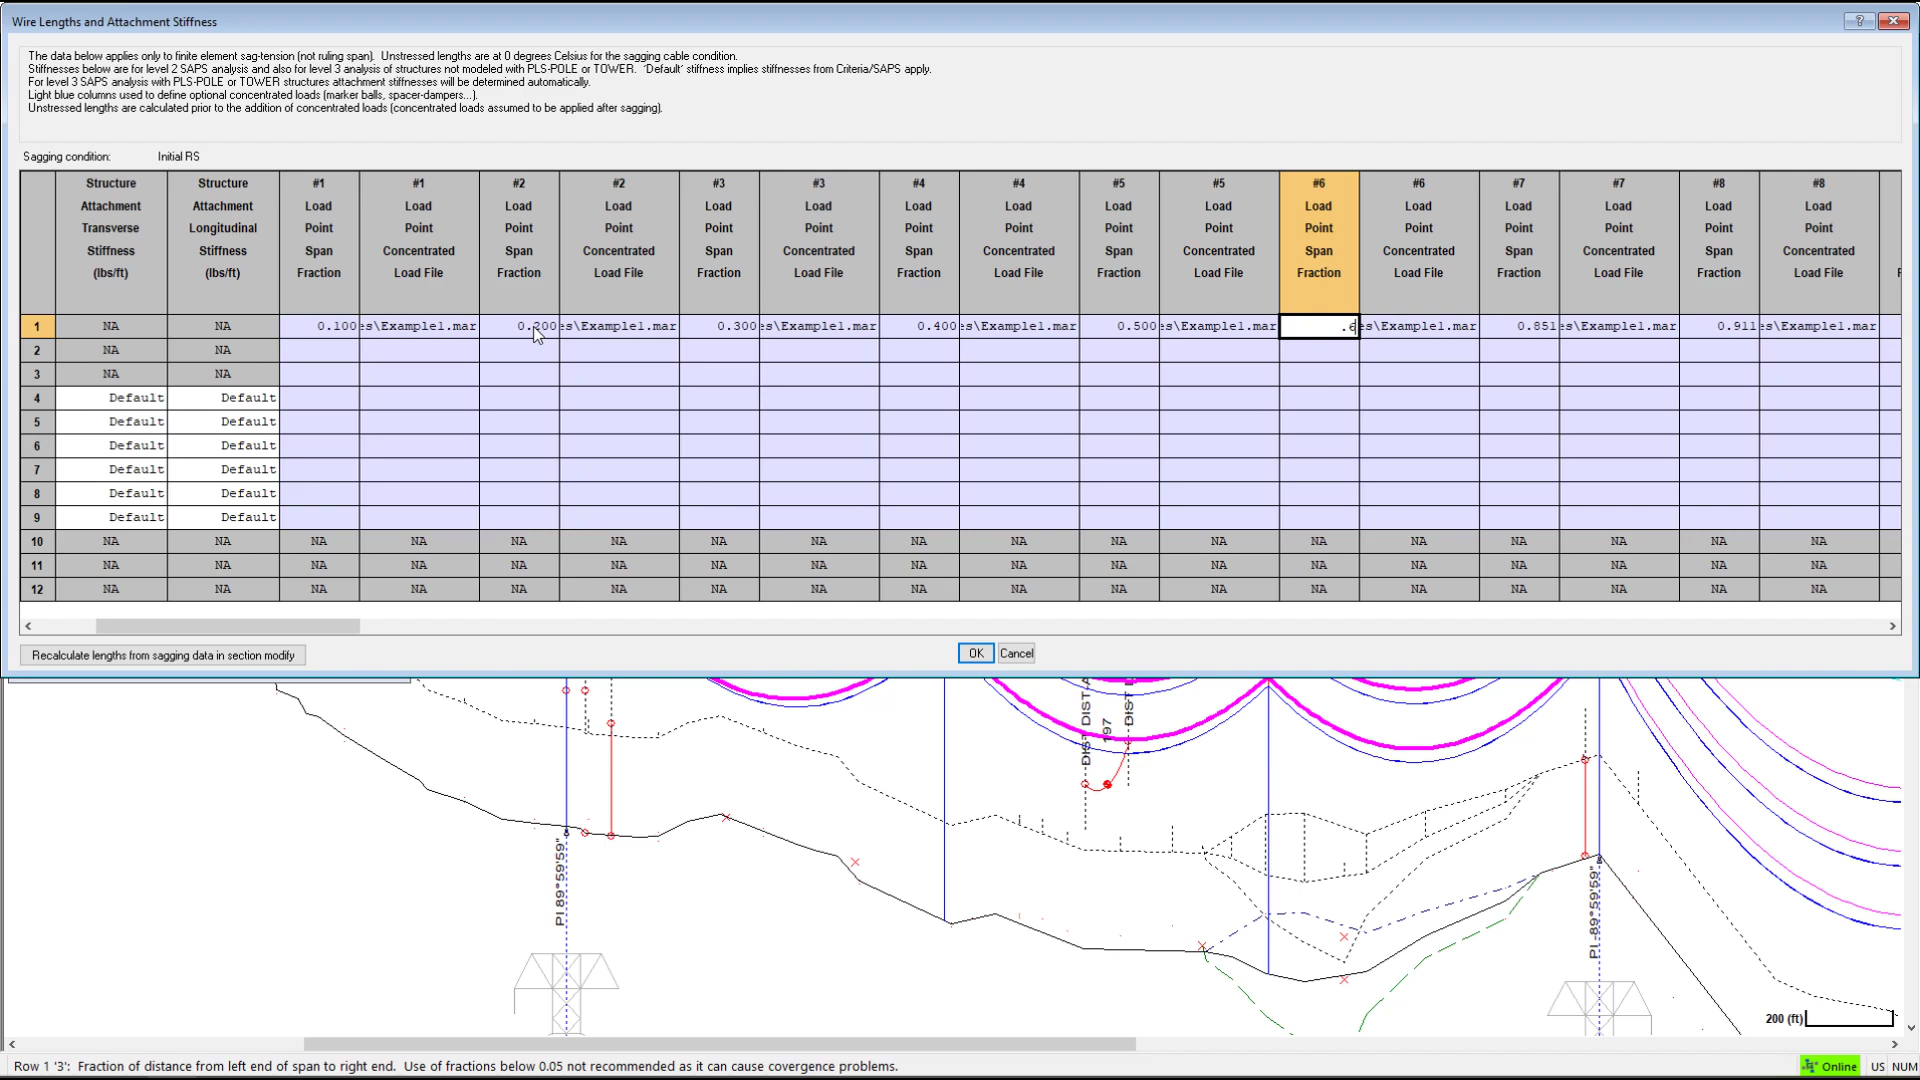 Wire Lengths and Attachment Stiffness
The data below applies only to finite element sag-tension (not ruling span). Unstressed lengths are at 0 degrees Celsius for the sagging cable condition.
Stiffnesses below are for level 2 SAPS analysis and also for level 3 analysis of structures not modeled with PLS-POLE or TOWER. 'Default' stiffness implies stiffnesses from Criteria/SAPS apply.
For level 3 SAPS analysis with PLS-POLE or TOWER structures attachment stiffnesses will be determined automatically.
Light blue columns used to define optional concentrated loads (marker balls, spacer-dampers...).
Unstressed lengths are calculated prior to the addition of concentrated loads (concentrated loads assumed to be applied after sagging).
Sagging condition: Initial RS
Structure Structure #1 #1 #2 #2 #3 #3 #4 #4 #5 #5 #6 #6 #7 #7 #8 #8
Attachment Attachment Load Load Load Load Load Load Load Load Load Load Load Load Load Load Load Load
Transverse Longitudinal Point Point Point Point Point Point Point Point Point Point Point Point Point Point Point Point
Stiffness Stiffness Span Concentrated Span Concentrated Span Concentrated Span Concentrated Span Concentrated Span Concentrated Span Concentrated Span Concentrated
(lbs/ft) (lbs/ft) Fraction Load File Fraction Load File Fraction Load File Fraction Load File Fraction Load File Fraction Load File Fraction Load File Fraction Load File
1 NA NA 0.100 es\Example1.mar 0.200 es\Example1.mar 0.300 es\Example1.mar 0.400 es\Example1.mar 0.500 es\Example1.mar .6 es\Example1.mar 0.851 es\Example1.mar 0.911 es\Example1.mar
2 NA NA
3 NA NA
4 Default Default
5 Default Default
6 Default Default
7 Default Default
8 Default Default
9 Default Default
10 NA NA NA NA NA NA NA NA NA NA NA NA NA NA NA NA NA NA
11 NA NA NA NA NA NA NA NA NA NA NA NA NA NA NA NA NA NA
12 NA NA NA NA NA NA NA NA NA NA NA NA NA NA NA NA NA NA
Recalculate lengths from sagging data in section modify OK Cancel
DIST DIST-A
197
DIST
PI 89°59'59"
PI -89°59'59"
200 (ft)
Row 1 '3': Fraction of distance from left end of span to right end. Use of fractions below 0.05 not recommended as it can cause covergence problems.
Online US NUM